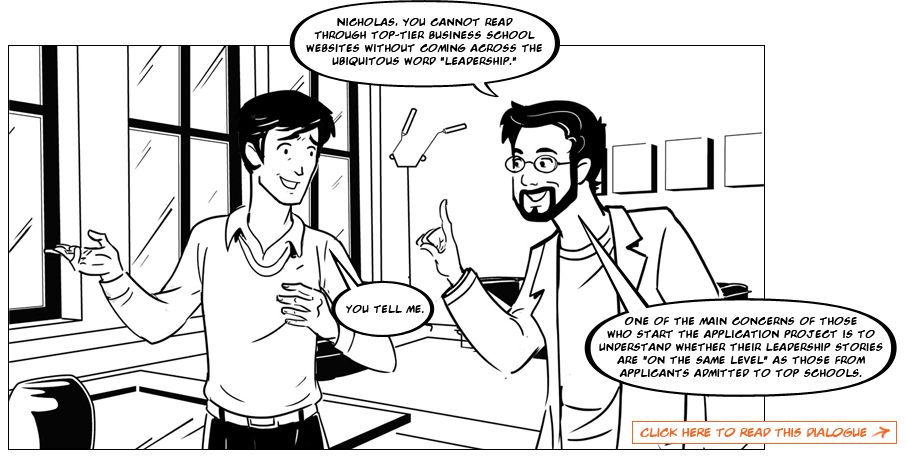 NICHOLAS, YOU CANNOT READ
THROUGH TOP-TIER BUSINESS SCHOOL
WEBSITES WITHOUT COMING ACROSS THE
UBIQUITOUS WORD "LEADERSHIP."
YOU TELL ME.
ONE OF THE MAIN CONCERNS OF THOSE
WHO START THE APPLICATION PROJECT IS TO
UNDERSTAND WHETHER THEIR LEADERSHIP STORIES
ARE "ON THE SAME LEVEL" AS THOSE FROM
APPLICANTS ADMITTED TO TOP SCHOOLS.
CLICK HERE TO READ THIS DIALOGUE